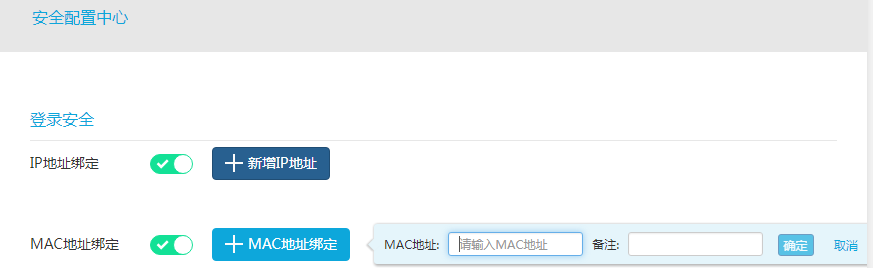 安全配置中心
登录安全
IP地址绑定 新增IP地址
MAC地址绑定 MAC地址绑定 MAC地址: 请输入MAC地址 备注: 确定 取消